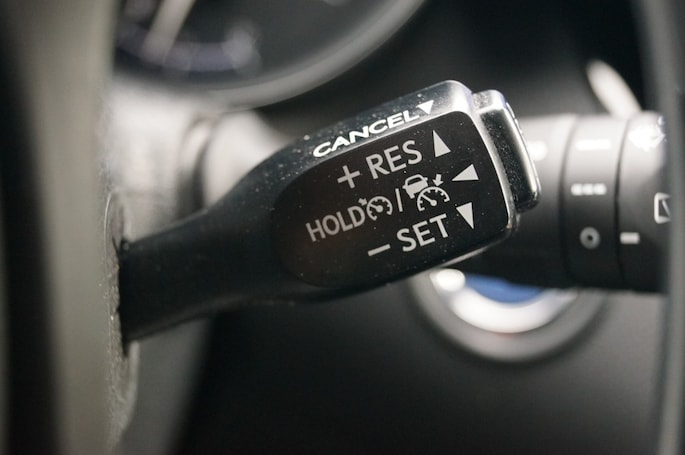 CANCEL
+ RES
HOLD /
− SET